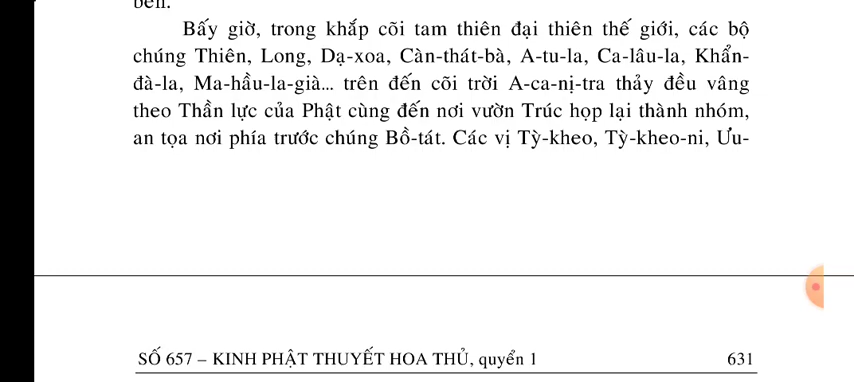 bên.
Bấy giờ, trong khắp cõi tam thiên đại thiên thế giới, các bộ
chúng Thiên, Long, Dạ-xoa, Càn-thát-bà, A-tu-la, Ca-lâu-la, Khẩn-
đà-la, Ma-hầu-la-già... trên đến cõi trời A-ca-nị-tra thảy đều vâng
theo Thần lực của Phật cùng đến nơi vườn Trúc họp lại thành nhóm,
an tọa nơi phía trước chúng Bồ-tát. Các vị Tỳ-kheo, Tỳ-kheo-ni, Ưu-
SỐ 657 – KINH PHẬT THUYẾT HOA THỦ, quyển 1 631